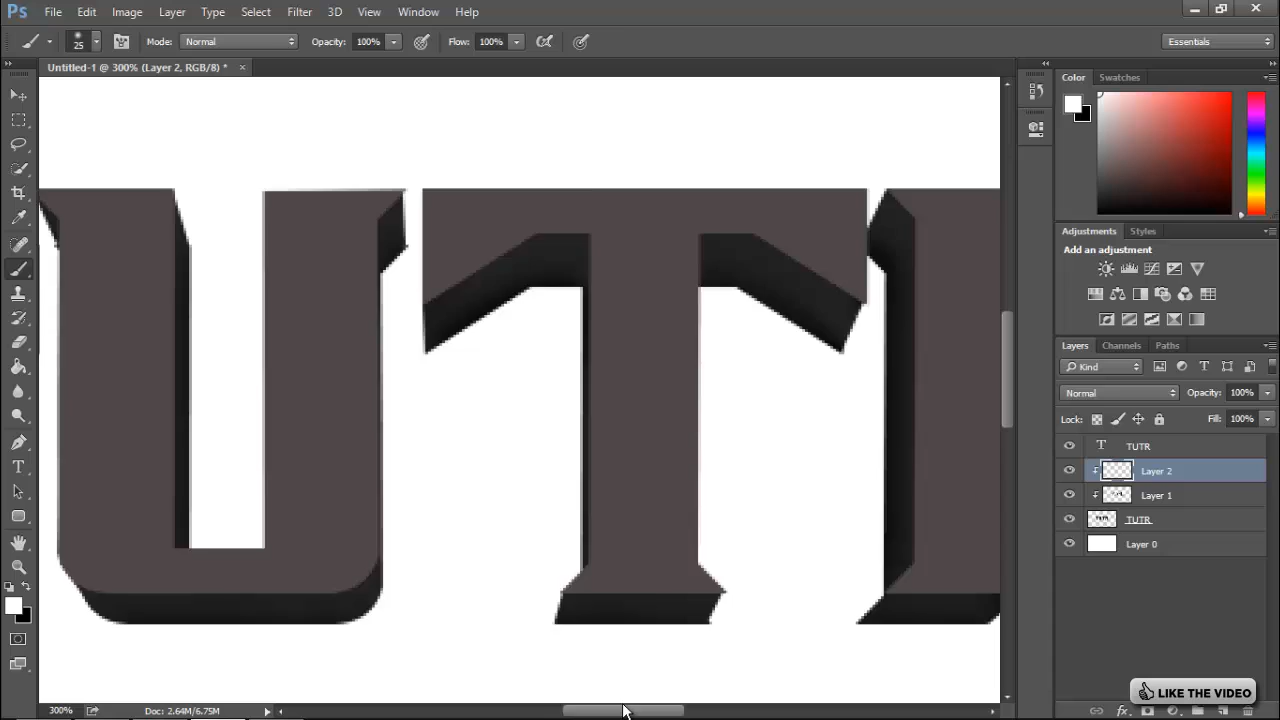 Ps File Edit Image Layer Type Select Filter 3D View Window Help
25 Mode: Normal Opacity: 100% Flow: 100% Essentials
Untitled-1 @ 300% (Layer 2, RGB/8) * ×
UTI
Color Swatches
Adjustments Styles
Add an adjustment
Layers Channels Paths
Kind
Normal Opacity: 100%
Lock: Fill: 100%
T TUTR
Layer 2
Layer 1
TUTR
Layer 0
LIKE THE VIDEO
300% Doc: 2.64M/6.75M
fx